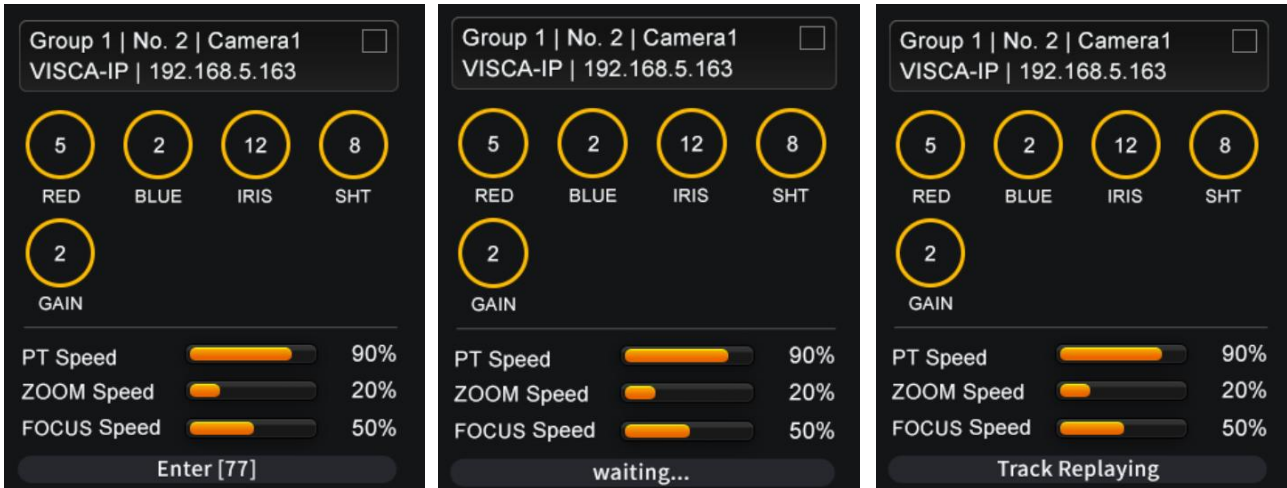 Group 1 | No. 2 | Camera1
VISCA-IP | 192.168.5.163
5 2 12 8
RED BLUE IRIS SHT
2
GAIN
PT Speed 90%
ZOOM Speed 20%
FOCUS Speed 50%
Enter [77]
Group 1 | No. 2 | Camera1
VISCA-IP | 192.168.5.163
5 2 12 8
RED BLUE IRIS SHT
2
GAIN
PT Speed 90%
ZOOM Speed 20%
FOCUS Speed 50%
waiting...
Group 1 | No. 2 | Camera1
VISCA-IP | 192.168.5.163
5 2 12 8
RED BLUE IRIS SHT
2
GAIN
PT Speed 90%
ZOOM Speed 20%
FOCUS Speed 50%
Track Replaying